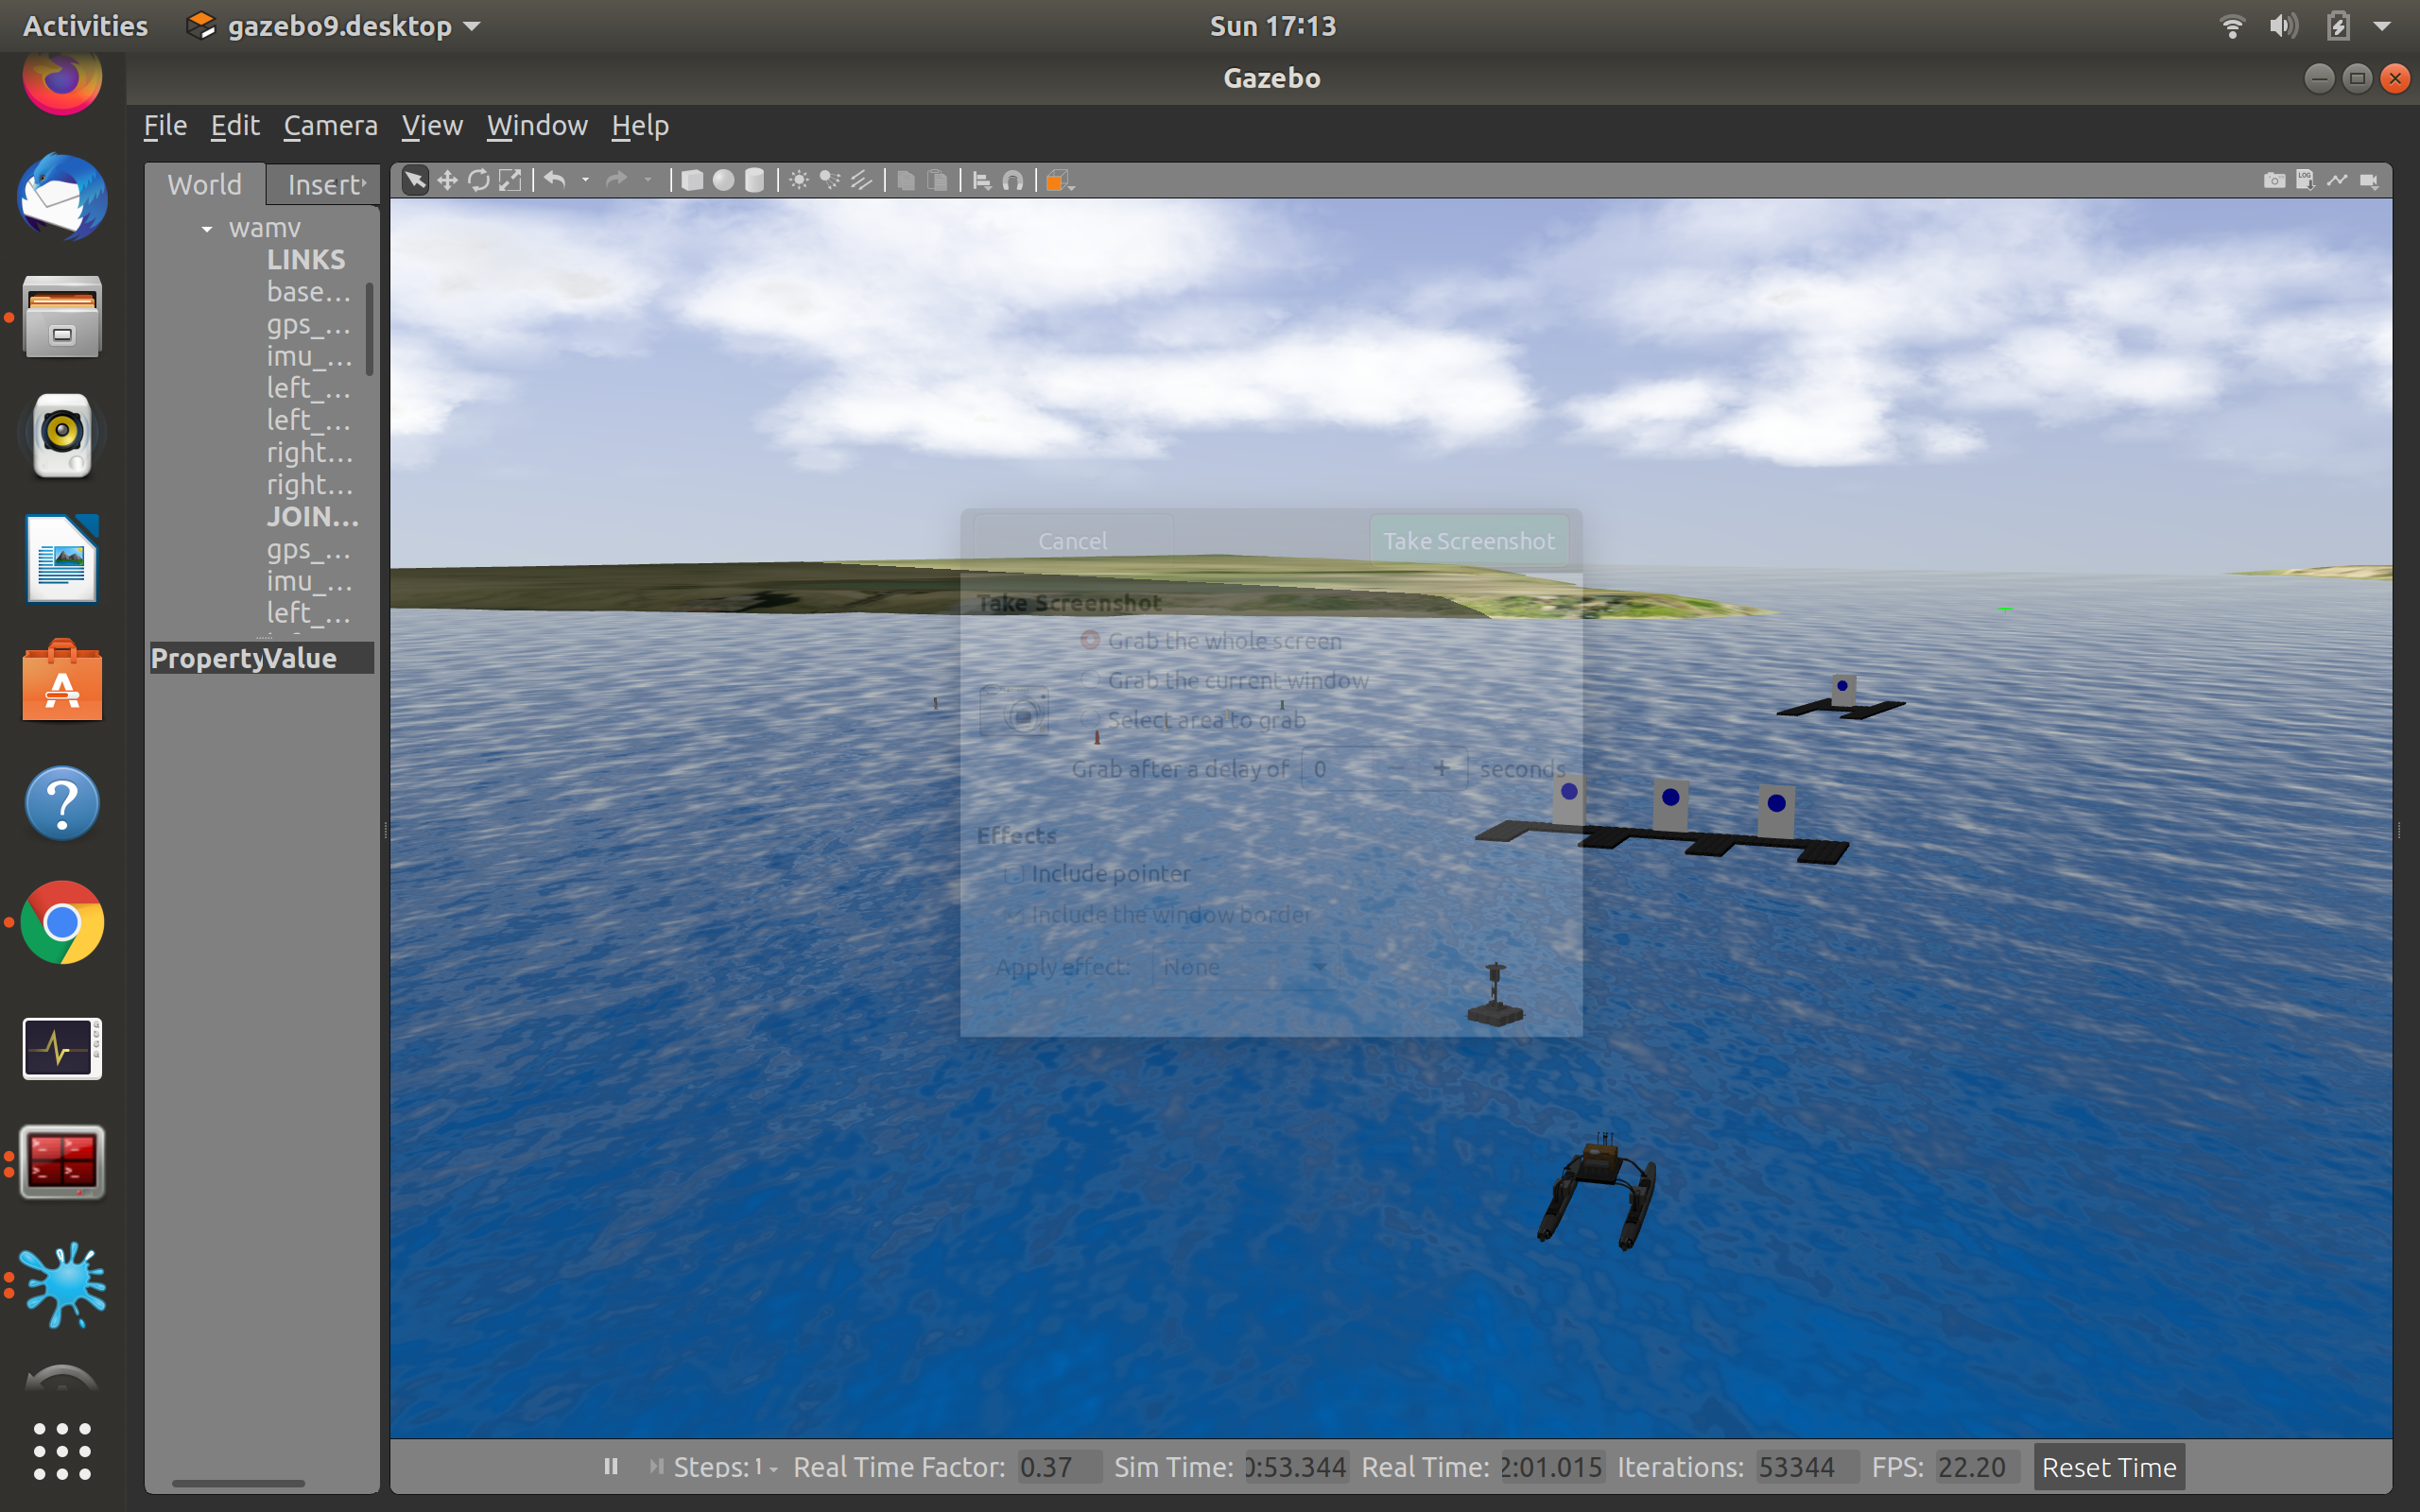 Activities gazebo9.desktop Sun 17:13
Gazebo
File Edit Camera View Window Help
World Insert
wamv
LINKS
base...
gps_...
imu_...
left_...
left_...
right...
right...
JOIN...
gps_...
imu_...
left_...
Property Value
LOG
Cancel Take Screenshot
Take Screenshot
Grab the whole screen
Grab the current window
Select area to grab
Grab after a delay of 0 - + seconds
Effects
Include pointer
Include the window border
Apply effect: None
Steps: 1 Real Time Factor: 0.37 Sim Time: 0:53.344 Real Time: 2:01.015 Iterations: 53344 FPS: 22.20 Reset Time